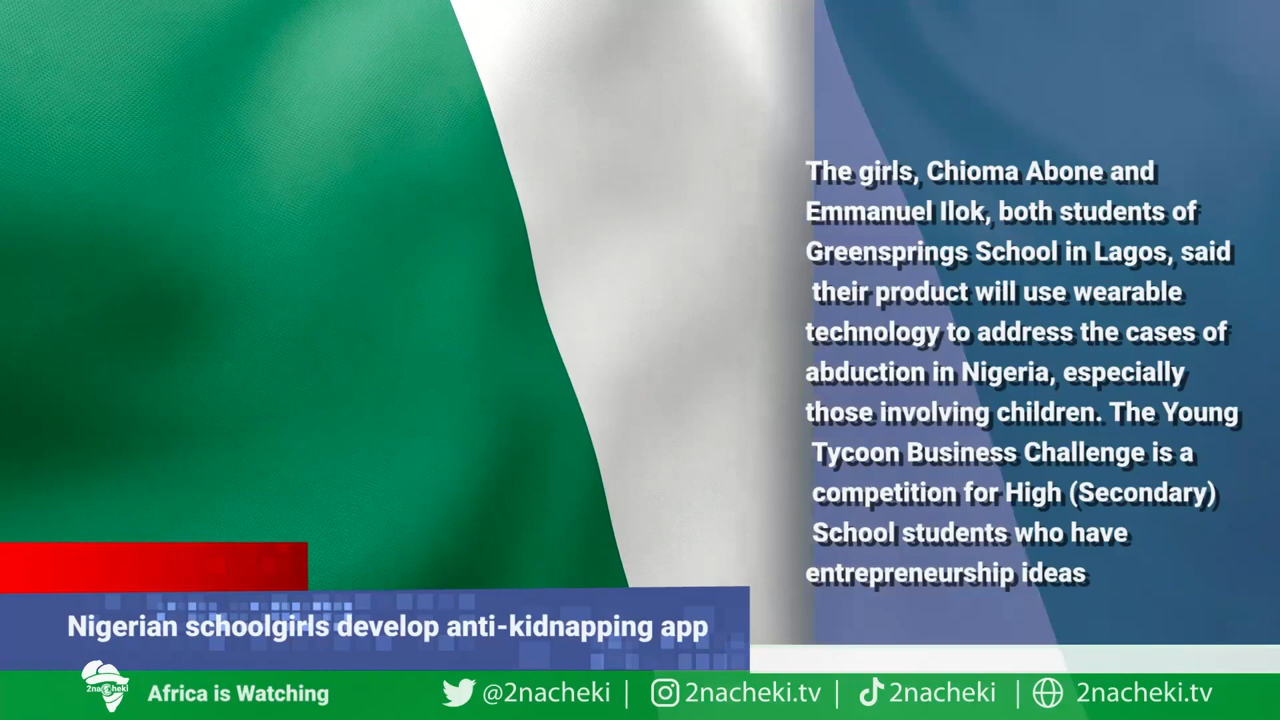 The girls, Chioma Abone and
Emmanuel Ilok, both students of
Greensprings School in Lagos, said
their product will use wearable
technology to address the cases of
abduction in Nigeria, especially
those involving children. The Young
Tycoon Business Challenge is a
competition for High (Secondary)
School students who have
entrepreneurship ideas
Nigerian schoolgirls develop anti-kidnapping app
2nacheki
Africa is Watching
@2nacheki | 2nacheki.tv | 2nacheki | 2nacheki.tv